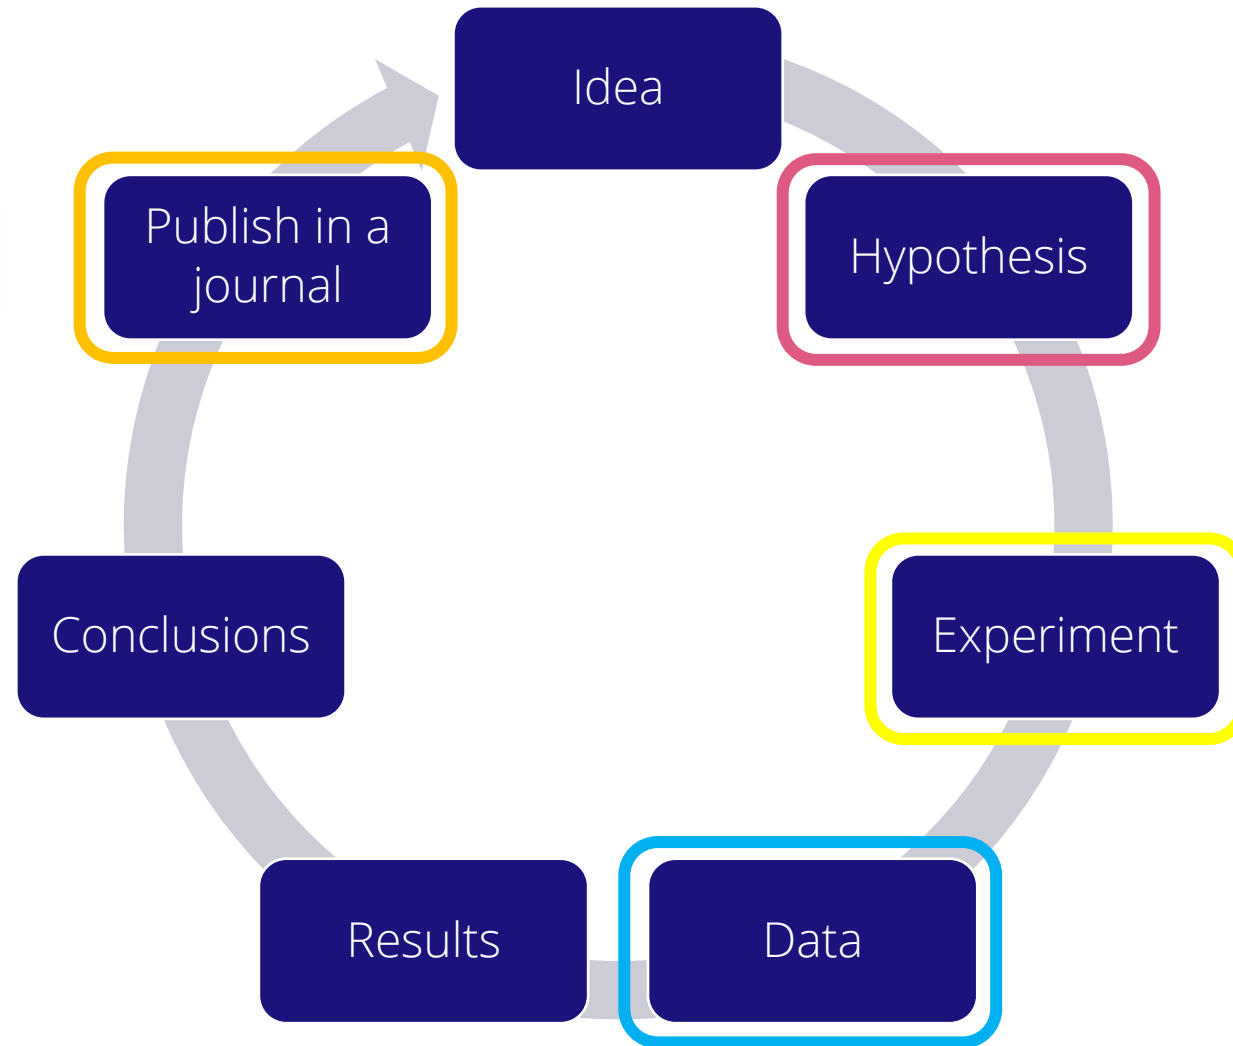 Idea
Hypothesis
Experiment
Data
Results
Conclusions
Publish in a
journal